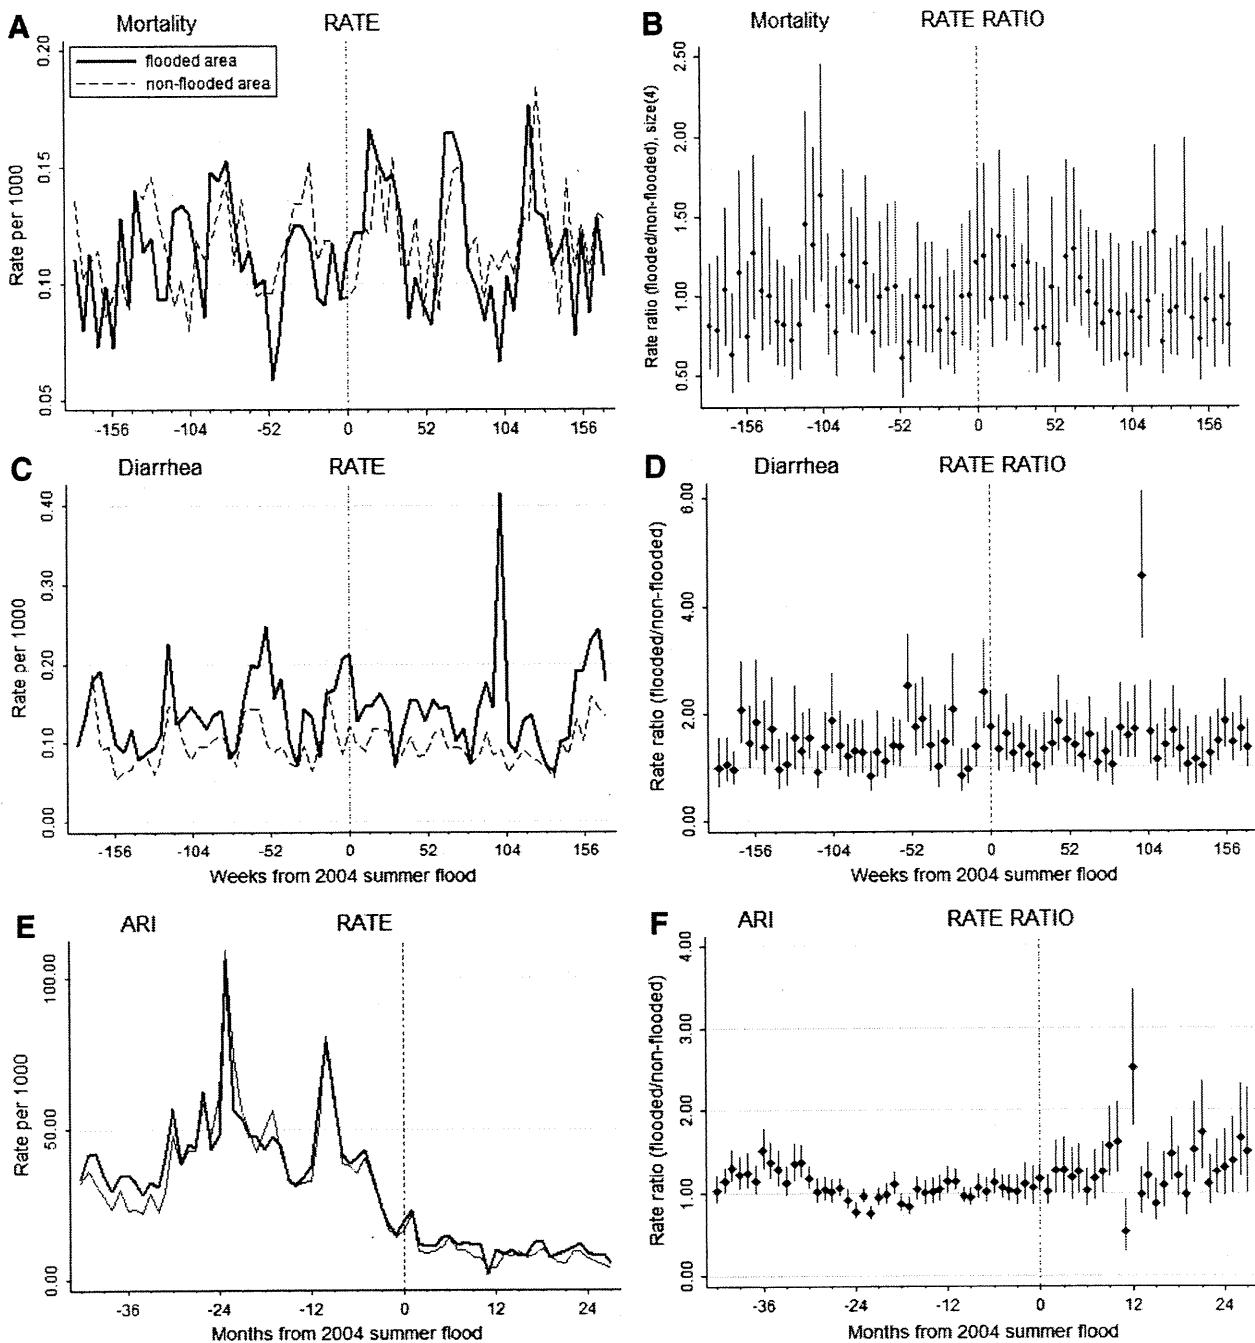 A Mortality RATE
flooded area
non-flooded area
Rate per 1000
0.20
0.15
0.10
0.05
-156 -104 -52 0 52 104 156
B Mortality RATE RATIO
Rate ratio (flooded/non-flooded), size(4)
2.50
2.00
1.50
1.00
0.50
-156 -104 -52 0 52 104 156
C Diarrhea RATE
Rate per 1000
0.40
0.30
0.20
0.10
0.00
-156 -104 -52 0 52 104 156
Weeks from 2004 summer flood
D Diarrhea RATE RATIO
Rate ratio (flooded/non-flooded)
6.00
4.00
2.00
0.00
-156 -104 -52 0 52 104 156
Weeks from 2004 summer flood
E ARI RATE
Rate per 1000
100.00
50.00
0.00
-36 -24 -12 0 12 24
Months from 2004 summer flood
F ARI RATE RATIO
Rate ratio (flooded/non-flooded)
4.00
3.00
2.00
1.00
0.00
-36 -24 -12 0 12 24
Months from 2004 summer flood